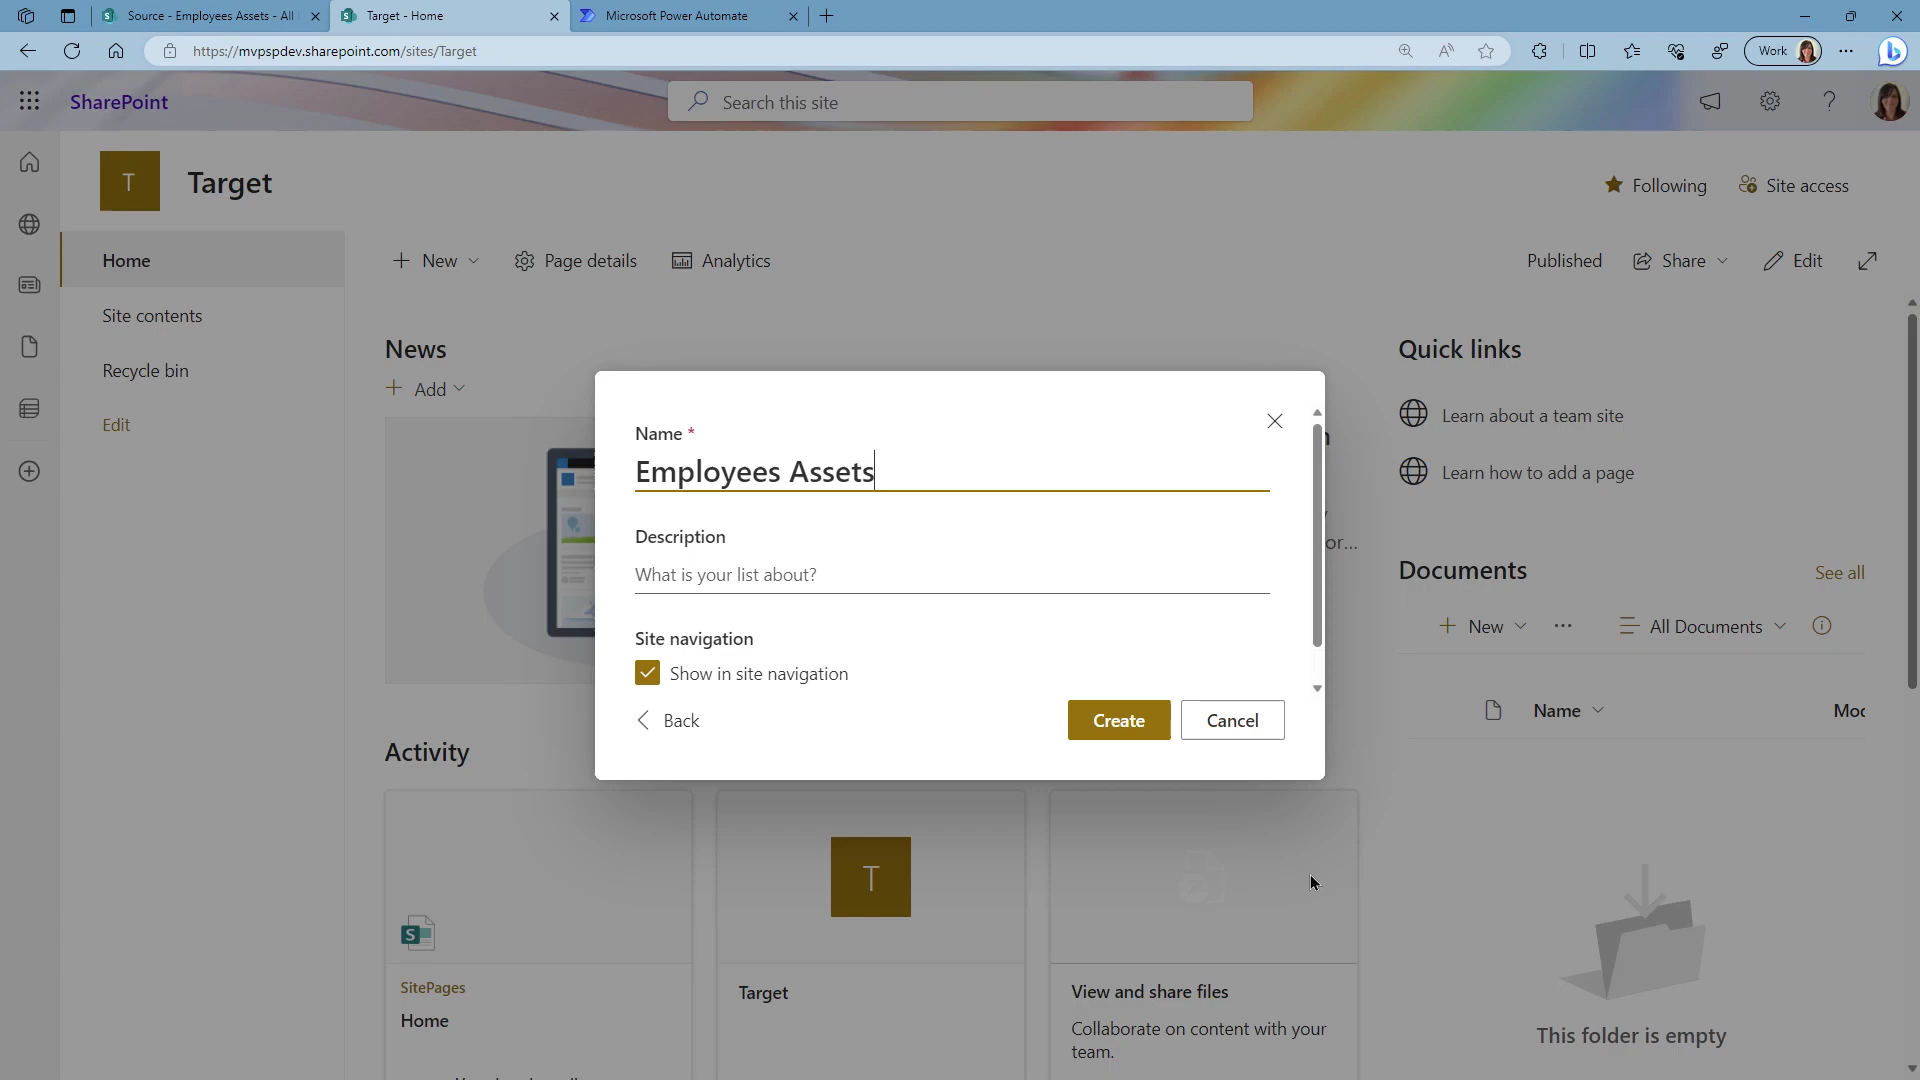 Source - Employees Assets - All
Target - Home
Microsoft Power Automate
https://mvpspdev.sharepoint.com/sites/Target
Work
SharePoint
Search this site
T
Target
Following
Site access
Home
New
Page details
Analytics
Published
Share
Edit
Site contents
Recycle bin
Edit
News
Add
Quick links
Learn about a team site
Learn how to add a page
Name *
Employees Assets
Description
What is your list about?
Site navigation
Show in site navigation
Back
Create
Cancel
or...
Documents
See all
New
All Documents
Name
Activity
S
SitePages
Home
T
Target
View and share files
Collaborate on content with your
team.
This folder is empty